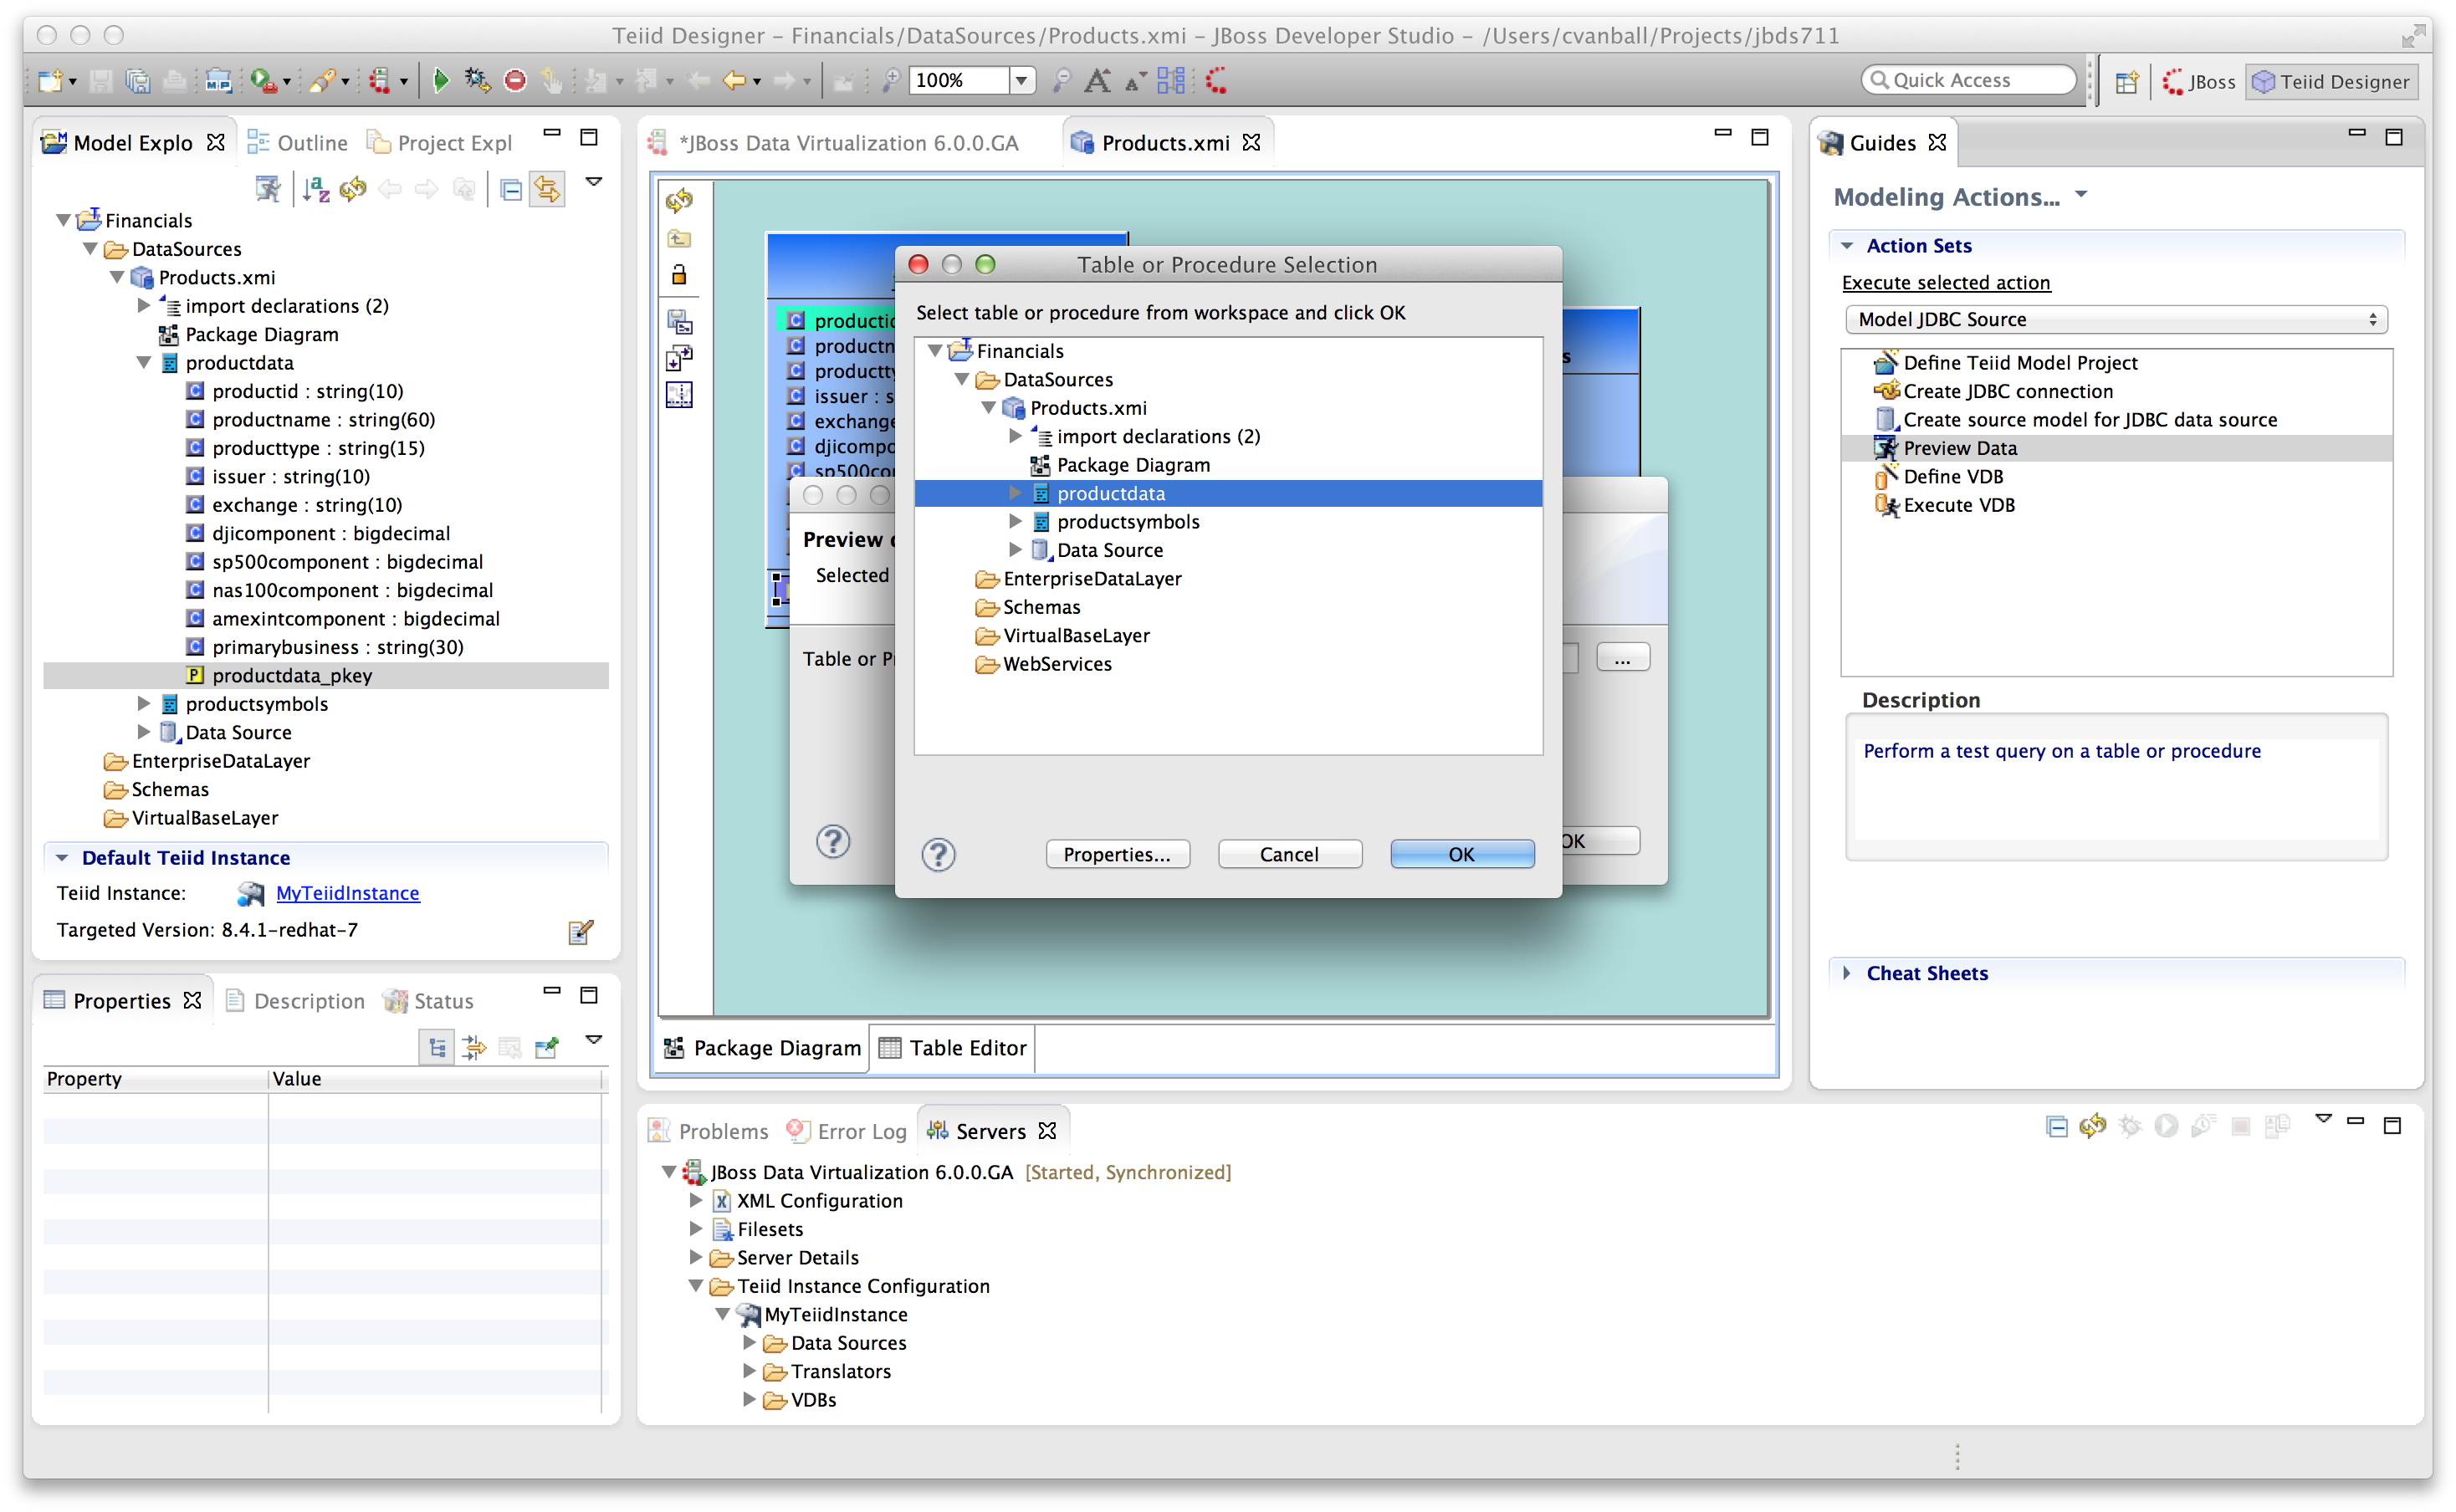 Teiid Designer – Financials/DataSources/Products.xmi – JBoss Developer Studio – /Users/cvanball/Projects/jbds711
100%
Quick Access
JBoss
Teiid Designer
Model Explo
Outline
Project Expl
Financials
DataSources
Products.xmi
import declarations (2)
Package Diagram
productdata
productid : string(10)
productname : string(60)
producttype : string(15)
issuer : string(10)
exchange : string(10)
djicomponent : bigdecimal
sp500component : bigdecimal
nas100component : bigdecimal
amexintcomponent : bigdecimal
primarybusiness : string(30)
productdata_pkey
productsymbols
Data Source
EnterpriseDataLayer
Schemas
VirtualBaseLayer
Default Teiid Instance
Teiid Instance: MyTeiidInstance
Targeted Version: 8.4.1-redhat-7
Properties
Description
Status
Property Value
*JBoss Data Virtualization 6.0.0.GA
Products.xmi
productid
productn
productty
issuer : s
exchange
djicompo
sp500co
s
Preview
Selected
Table or P
...
OK
Table or Procedure Selection
Select table or procedure from workspace and click OK
Financials
DataSources
Products.xmi
import declarations (2)
Package Diagram
productdata
productsymbols
Data Source
EnterpriseDataLayer
Schemas
VirtualBaseLayer
WebServices
Properties... Cancel OK
Package Diagram
Table Editor
Guides
Modeling Actions...
Action Sets
Execute selected action
Model JDBC Source
Define Teiid Model Project
Create JDBC connection
Create source model for JDBC data source
Preview Data
Define VDB
Execute VDB
Description
Perform a test query on a table or procedure
Cheat Sheets
Problems
Error Log
Servers
JBoss Data Virtualization 6.0.0.GA [Started, Synchronized]
XML Configuration
Filesets
Server Details
Teiid Instance Configuration
MyTeiidInstance
Data Sources
Translators
VDBs